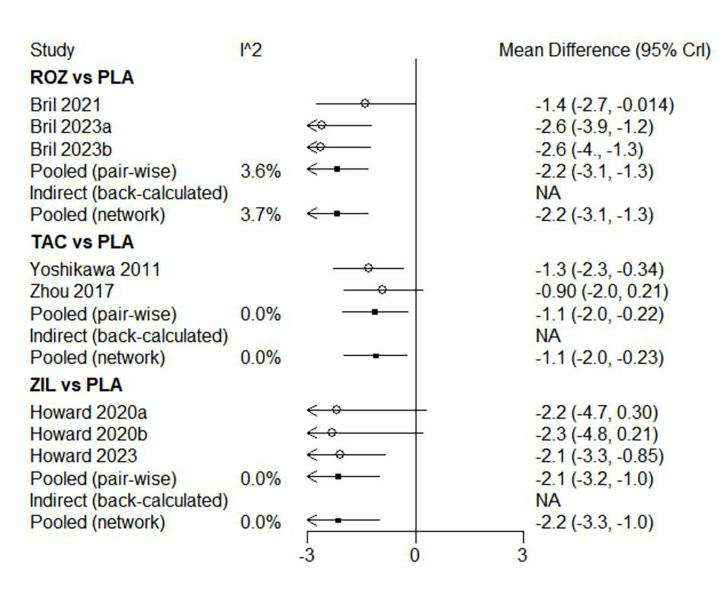 Study I^2 Mean Difference (95% CrI)
ROZ vs PLA
Bril 2021 -1.4 (-2.7, -0.014)
Bril 2023a -2.6 (-3.9, -1.2)
Bril 2023b -2.6 (-4., -1.3)
Pooled (pair-wise) 3.6% -2.2 (-3.1, -1.3)
Indirect (back-calculated) NA
Pooled (network) 3.7% -2.2 (-3.1, -1.3)
TAC vs PLA
Yoshikawa 2011 -1.3 (-2.3, -0.34)
Zhou 2017 -0.90 (-2.0, 0.21)
Pooled (pair-wise) 0.0% -1.1 (-2.0, -0.22)
Indirect (back-calculated) NA
Pooled (network) 0.0% -1.1 (-2.0, -0.23)
ZIL vs PLA
Howard 2020a -2.2 (-4.7, 0.30)
Howard 2020b -2.3 (-4.8, 0.21)
Howard 2023 -2.1 (-3.3, -0.85)
Pooled (pair-wise) 0.0% -2.1 (-3.2, -1.0)
Indirect (back-calculated) NA
Pooled (network) 0.0% -2.2 (-3.3, -1.0)
-3 0 3